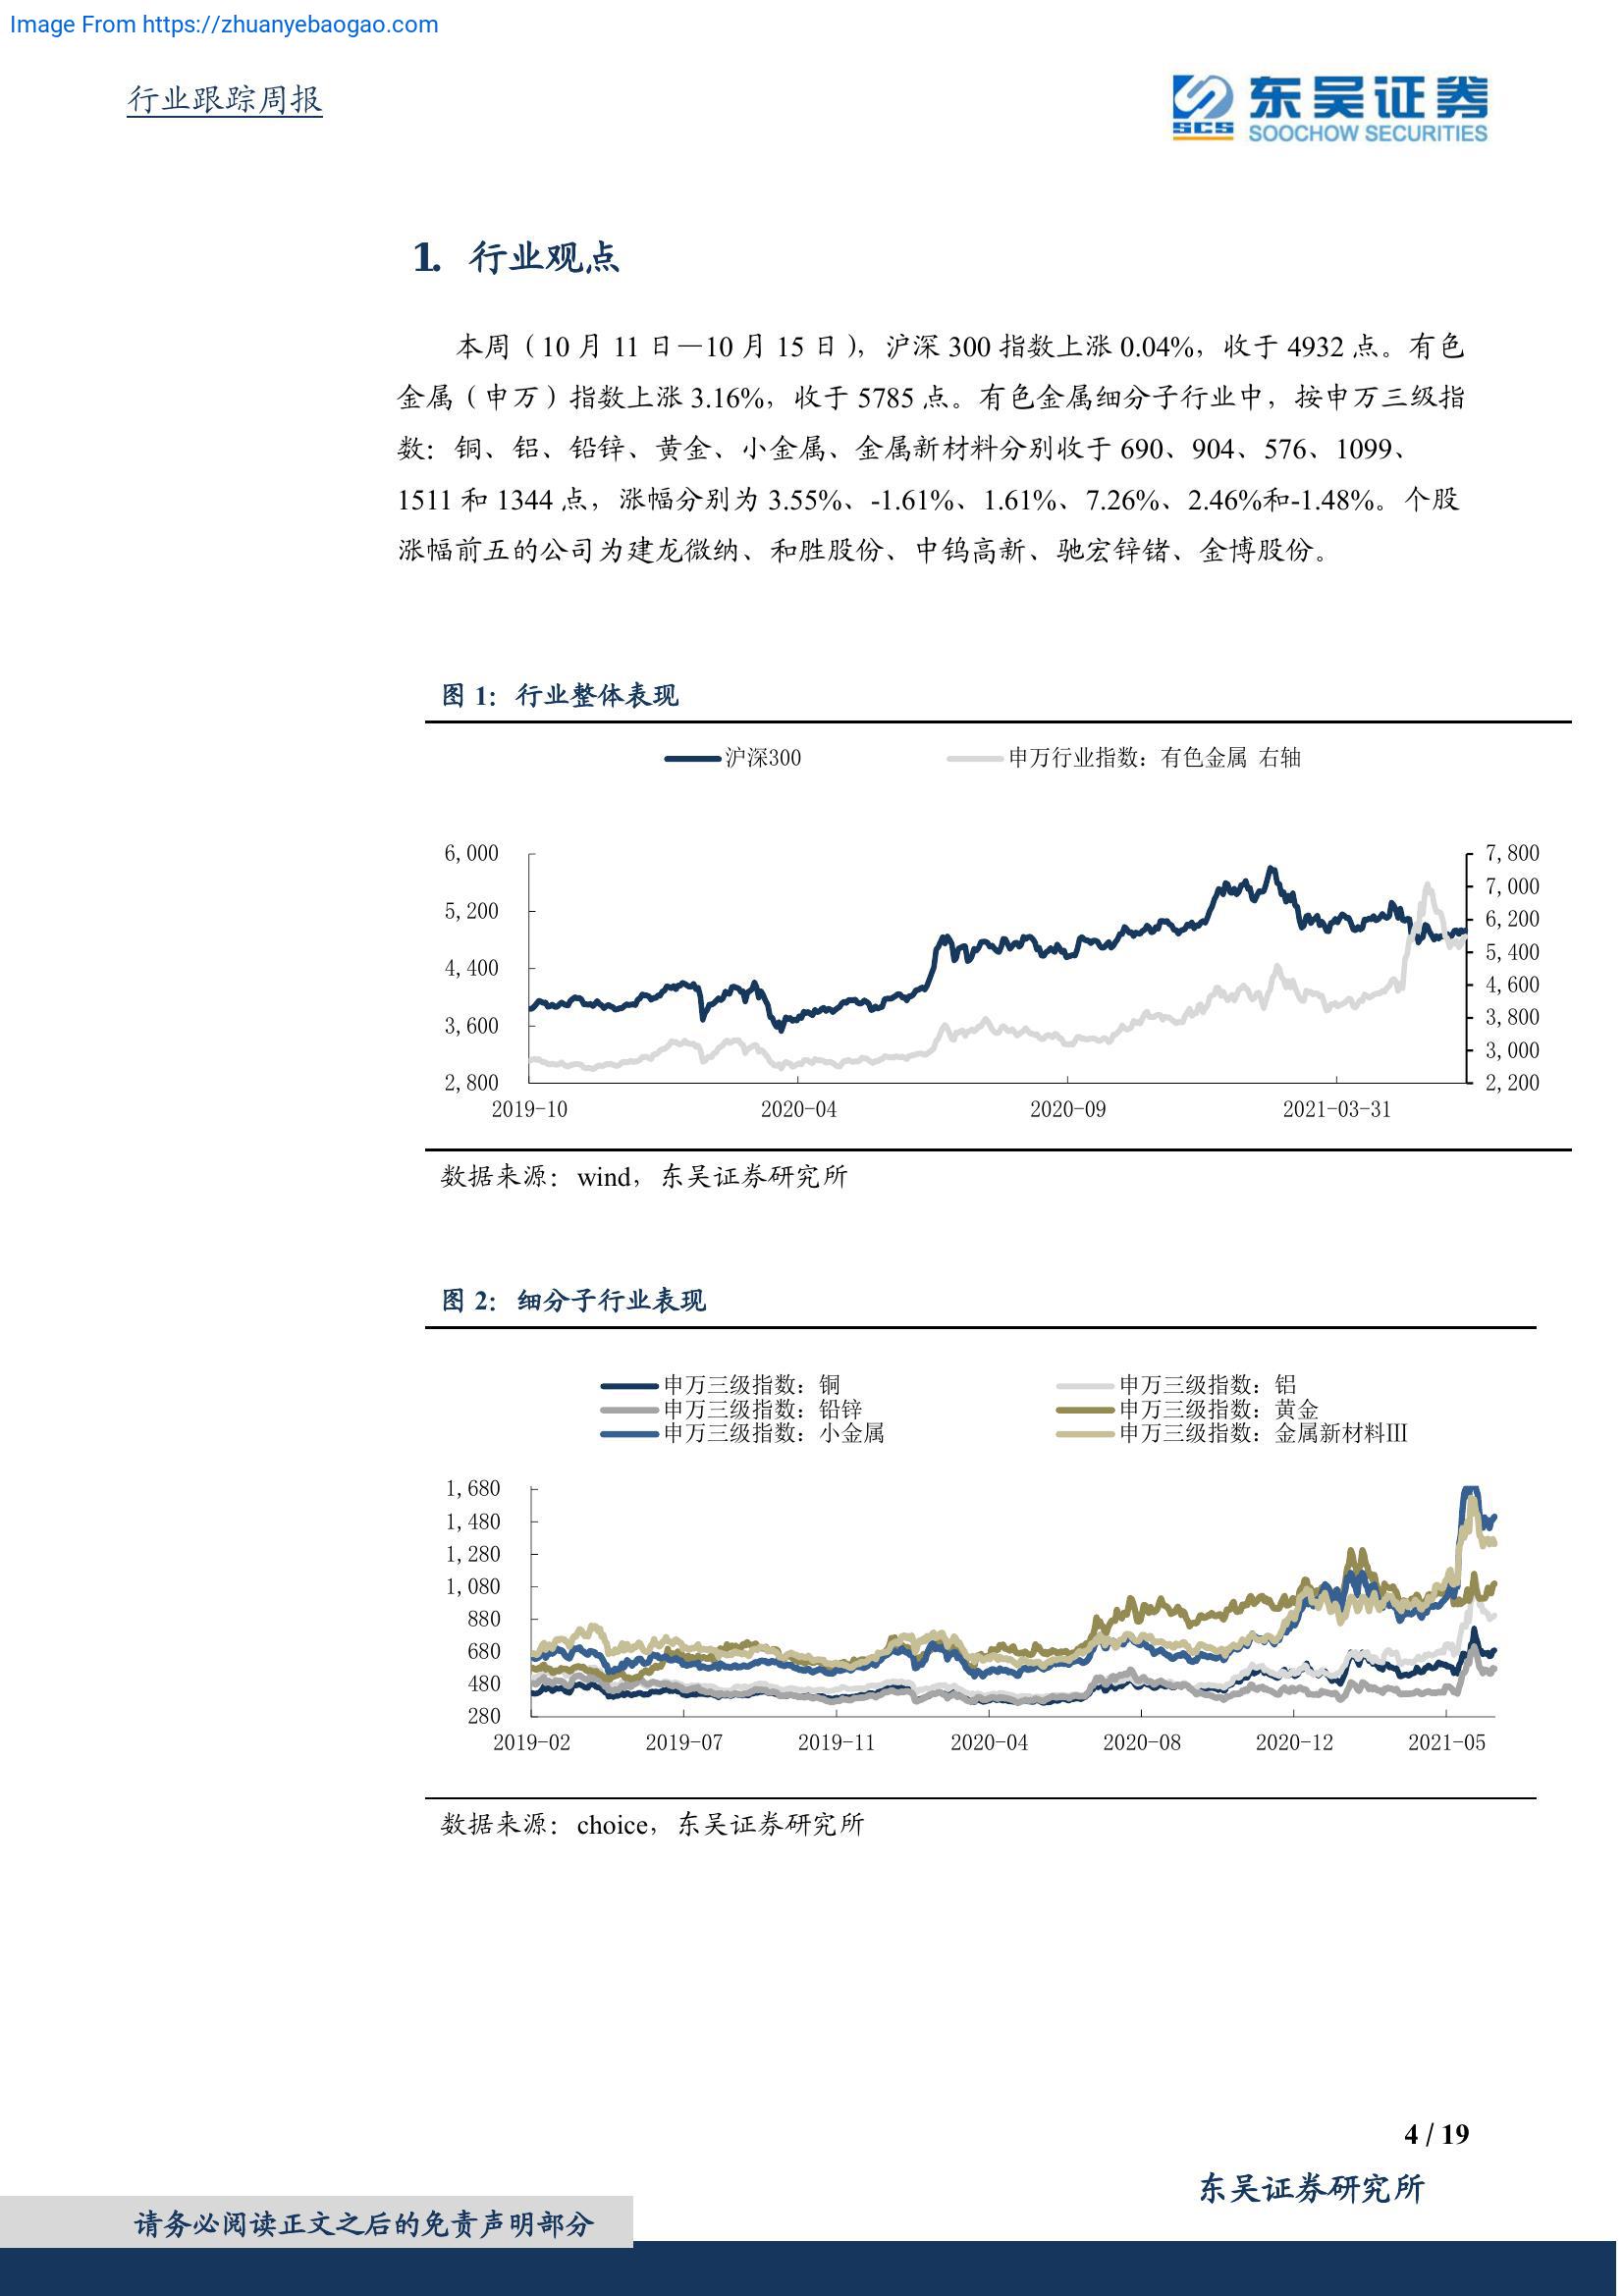 Image From https://zhuanyebaogao.com
行业跟踪周报
SCS 东吴证券
SOOCHOW SECURITIES
1. 行业观点
本周（10 月 11 日—10 月 15 日），沪深 300 指数上涨 0.04%，收于 4932 点。有色
金属（申万）指数上涨 3.16%，收于 5785 点。有色金属细分子行业中，按申万三级指
数：铜、铝、铅锌、黄金、小金属、金属新材料分别收于 690、904、576、1099、
1511 和 1344 点，涨幅分别为 3.55%、-1.61%、1.61%、7.26%、2.46%和-1.48%。个股
涨幅前五的公司为建龙微纳、和胜股份、中钨高新、驰宏锌锗、金博股份。
图 1：行业整体表现
沪深300 申万行业指数：有色金属 右轴
6,000 7,800
7,000
5,200 6,200
5,400
4,400 4,600
3,600 3,800
3,000
2,800 2,200
2019-10 2020-04 2020-09 2021-03-31
数据来源：wind，东吴证券研究所
图 2：细分子行业表现
申万三级指数：铜 申万三级指数：铝
申万三级指数：铅锌 申万三级指数：黄金
申万三级指数：小金属 申万三级指数：金属新材料Ⅲ
1,680
1,480
1,280
1,080
880
680
480
280
2019-02 2019-07 2019-11 2020-04 2020-08 2020-12 2021-05
数据来源：choice，东吴证券研究所
4 / 19
东吴证券研究所
请务必阅读正文之后的免责声明部分